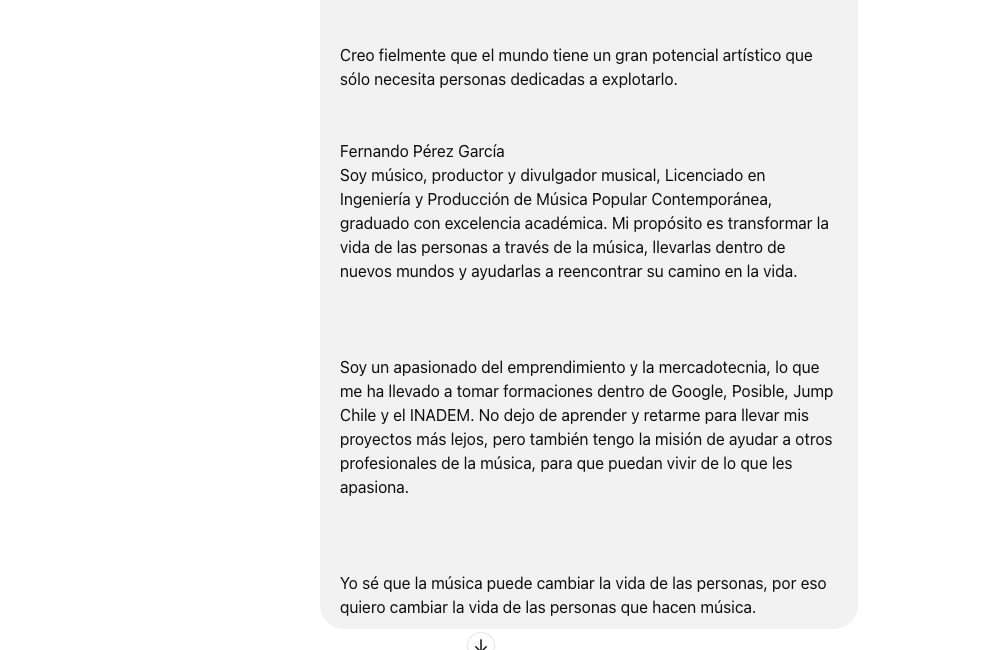 Creo fielmente que el mundo tiene un gran potencial artístico que
sólo necesita personas dedicadas a explotarlo.
Fernando Pérez García
Soy músico, productor y divulgador musical, Licenciado en
Ingeniería y Producción de Música Popular Contemporánea,
graduado con excelencia académica. Mi propósito es transformar la
vida de las personas a través de la música, llevarlas dentro de
nuevos mundos y ayudarlas a reencontrar su camino en la vida.
Soy un apasionado del emprendimiento y la mercadotecnia, lo que
me ha llevado a tomar formaciones dentro de Google, Posible, Jump
Chile y el INADEM. No dejo de aprender y retarme para llevar mis
proyectos más lejos, pero también tengo la misión de ayudar a otros
profesionales de la música, para que puedan vivir de lo que les
apasiona.
Yo sé que la música puede cambiar la vida de las personas, por eso
quiero cambiar la vida de las personas que hacen música.